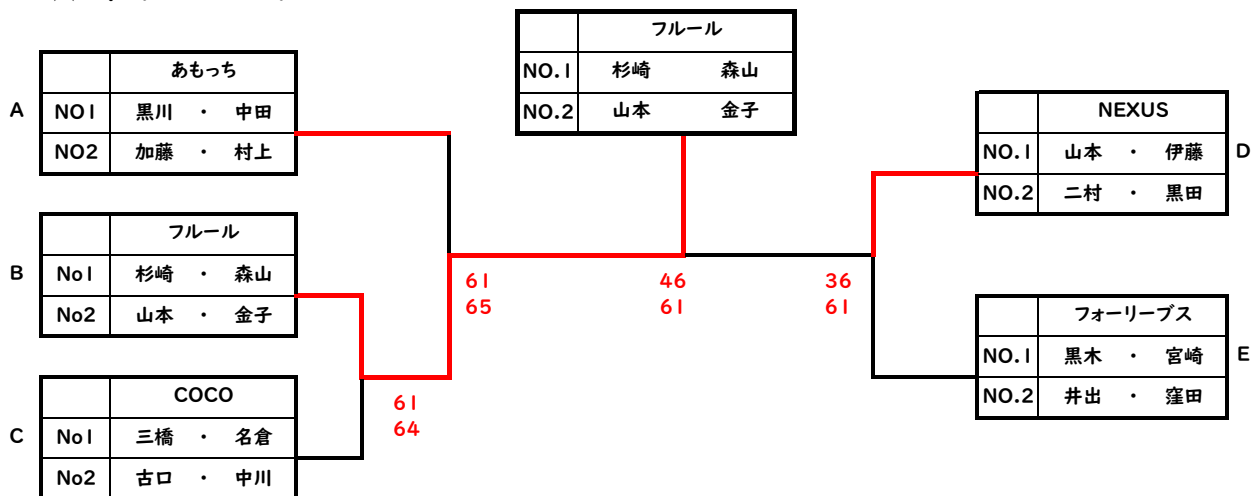 フルール
NO.1 杉崎 森山
NO.2 山本 金子
A
あもっち
NO1 黒川 ・ 中田
NO2 加藤 ・ 村上
B
フルール
No1 杉崎 ・ 森山
No2 山本 ・ 金子
C
COCO
No1 三橋 ・ 名倉
No2 古口 ・ 中川
61
64
61
65
46
61
36
61
NEXUS
NO.1 山本 ・ 伊藤
NO.2 二村 ・ 黒田
D
フォーリーブス
NO.1 黒木 ・ 宮崎
NO.2 井出 ・ 窪田
E